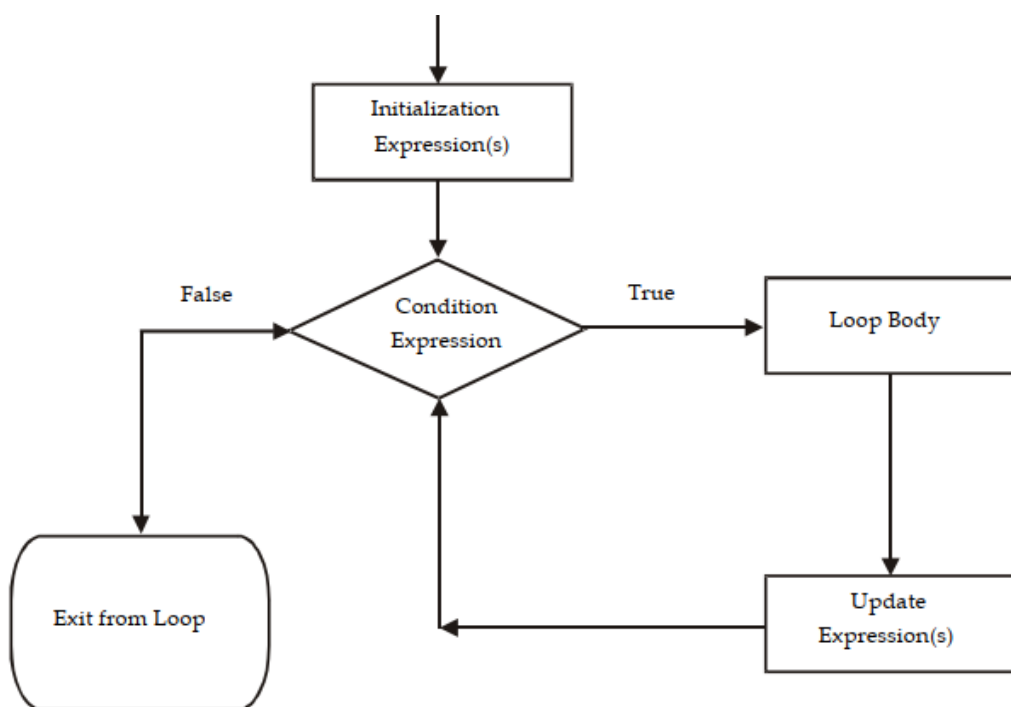 Initialization
Expression(s)
False
Condition
Expression
True
Loop Body
Exit from Loop
Update
Expression(s)